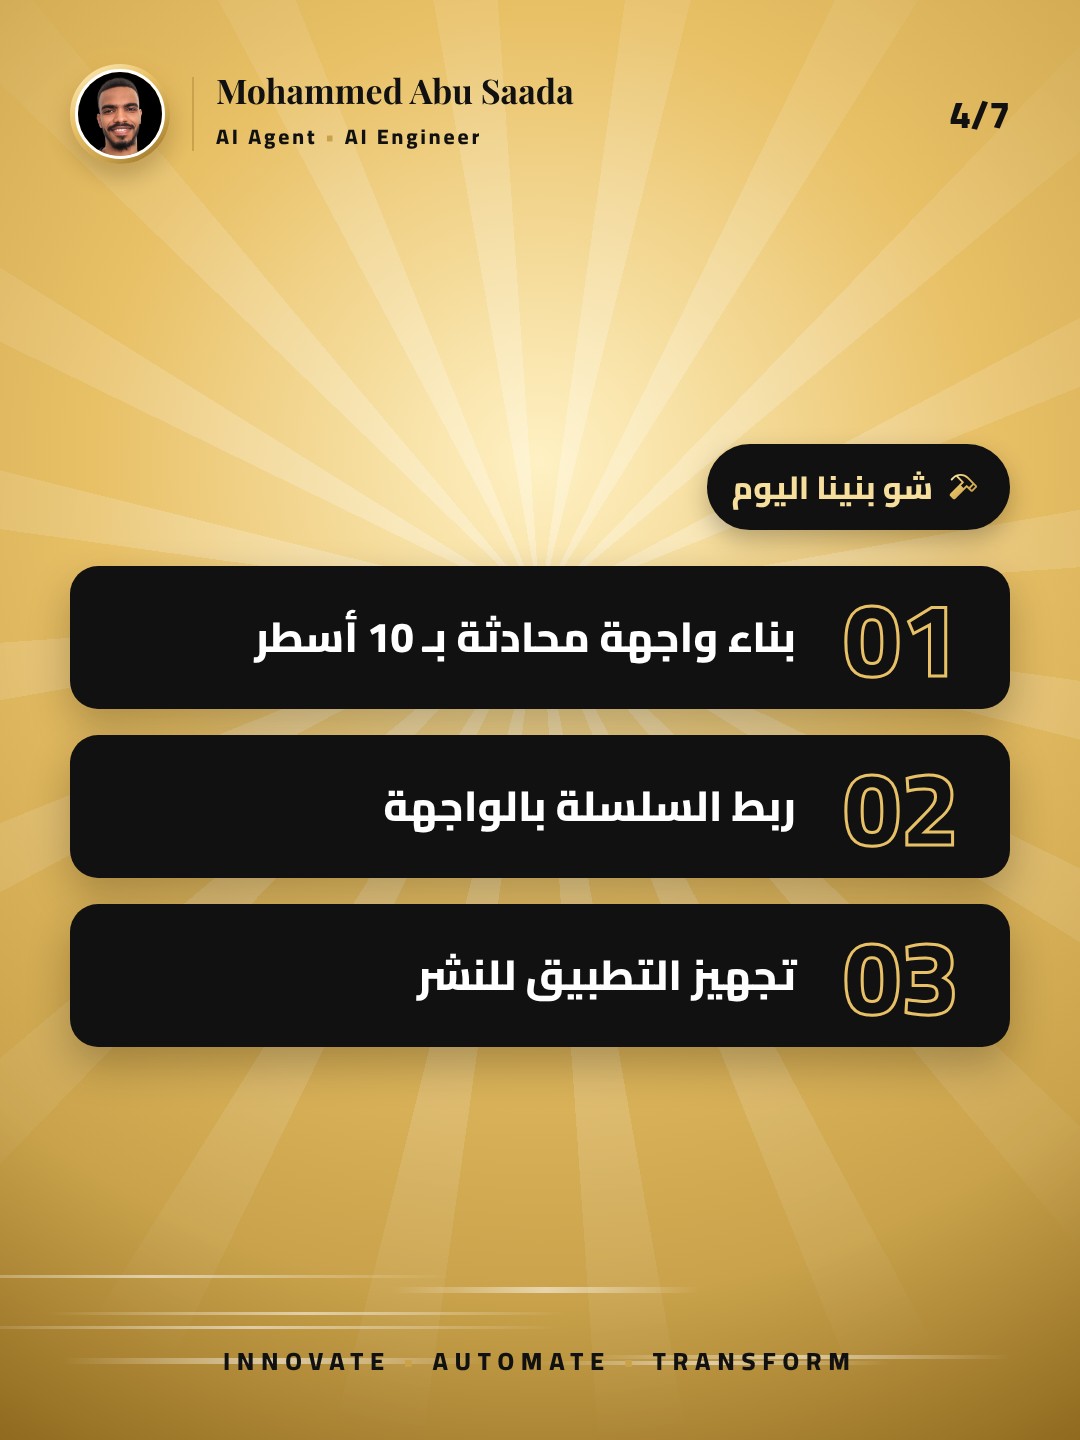 Mohammed Abu Saada
AI Agent ▪ AI Engineer
4/7
شو بنينا اليوم
01
بناء واجهة محادثة بـ 10 أسطر
02
ربط السلسلة بالواجهة
03
تجهيز التطبيق للنشر
INNOVATE ▪ AUTOMATE ▪ TRANSFORM